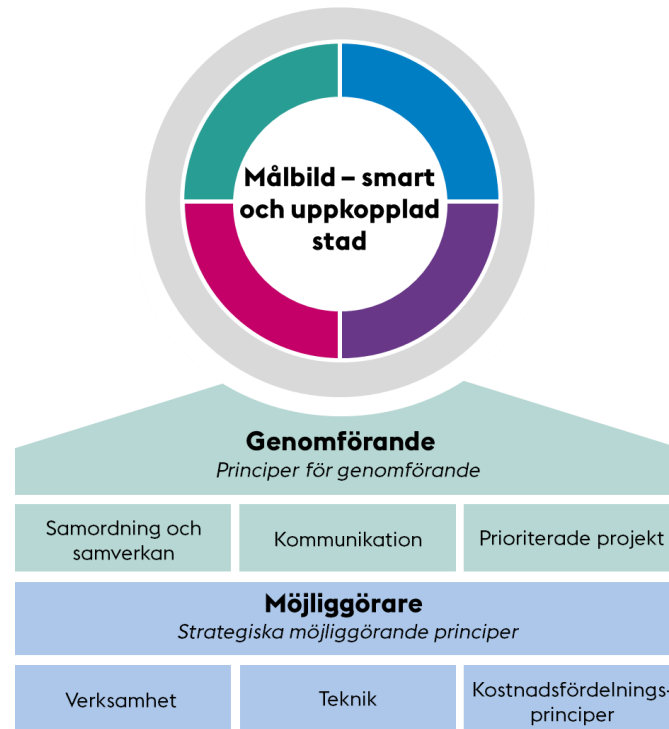 Målbild – smart
och uppkopplad
stad
Genomförande
Principer för genomförande
Samordning och
samverkan
Kommunikation
Prioriterade projekt
Möjliggörare
Strategiska möjliggörande principer
Verksamhet
Teknik
Kostnadsfördelnings-
principer